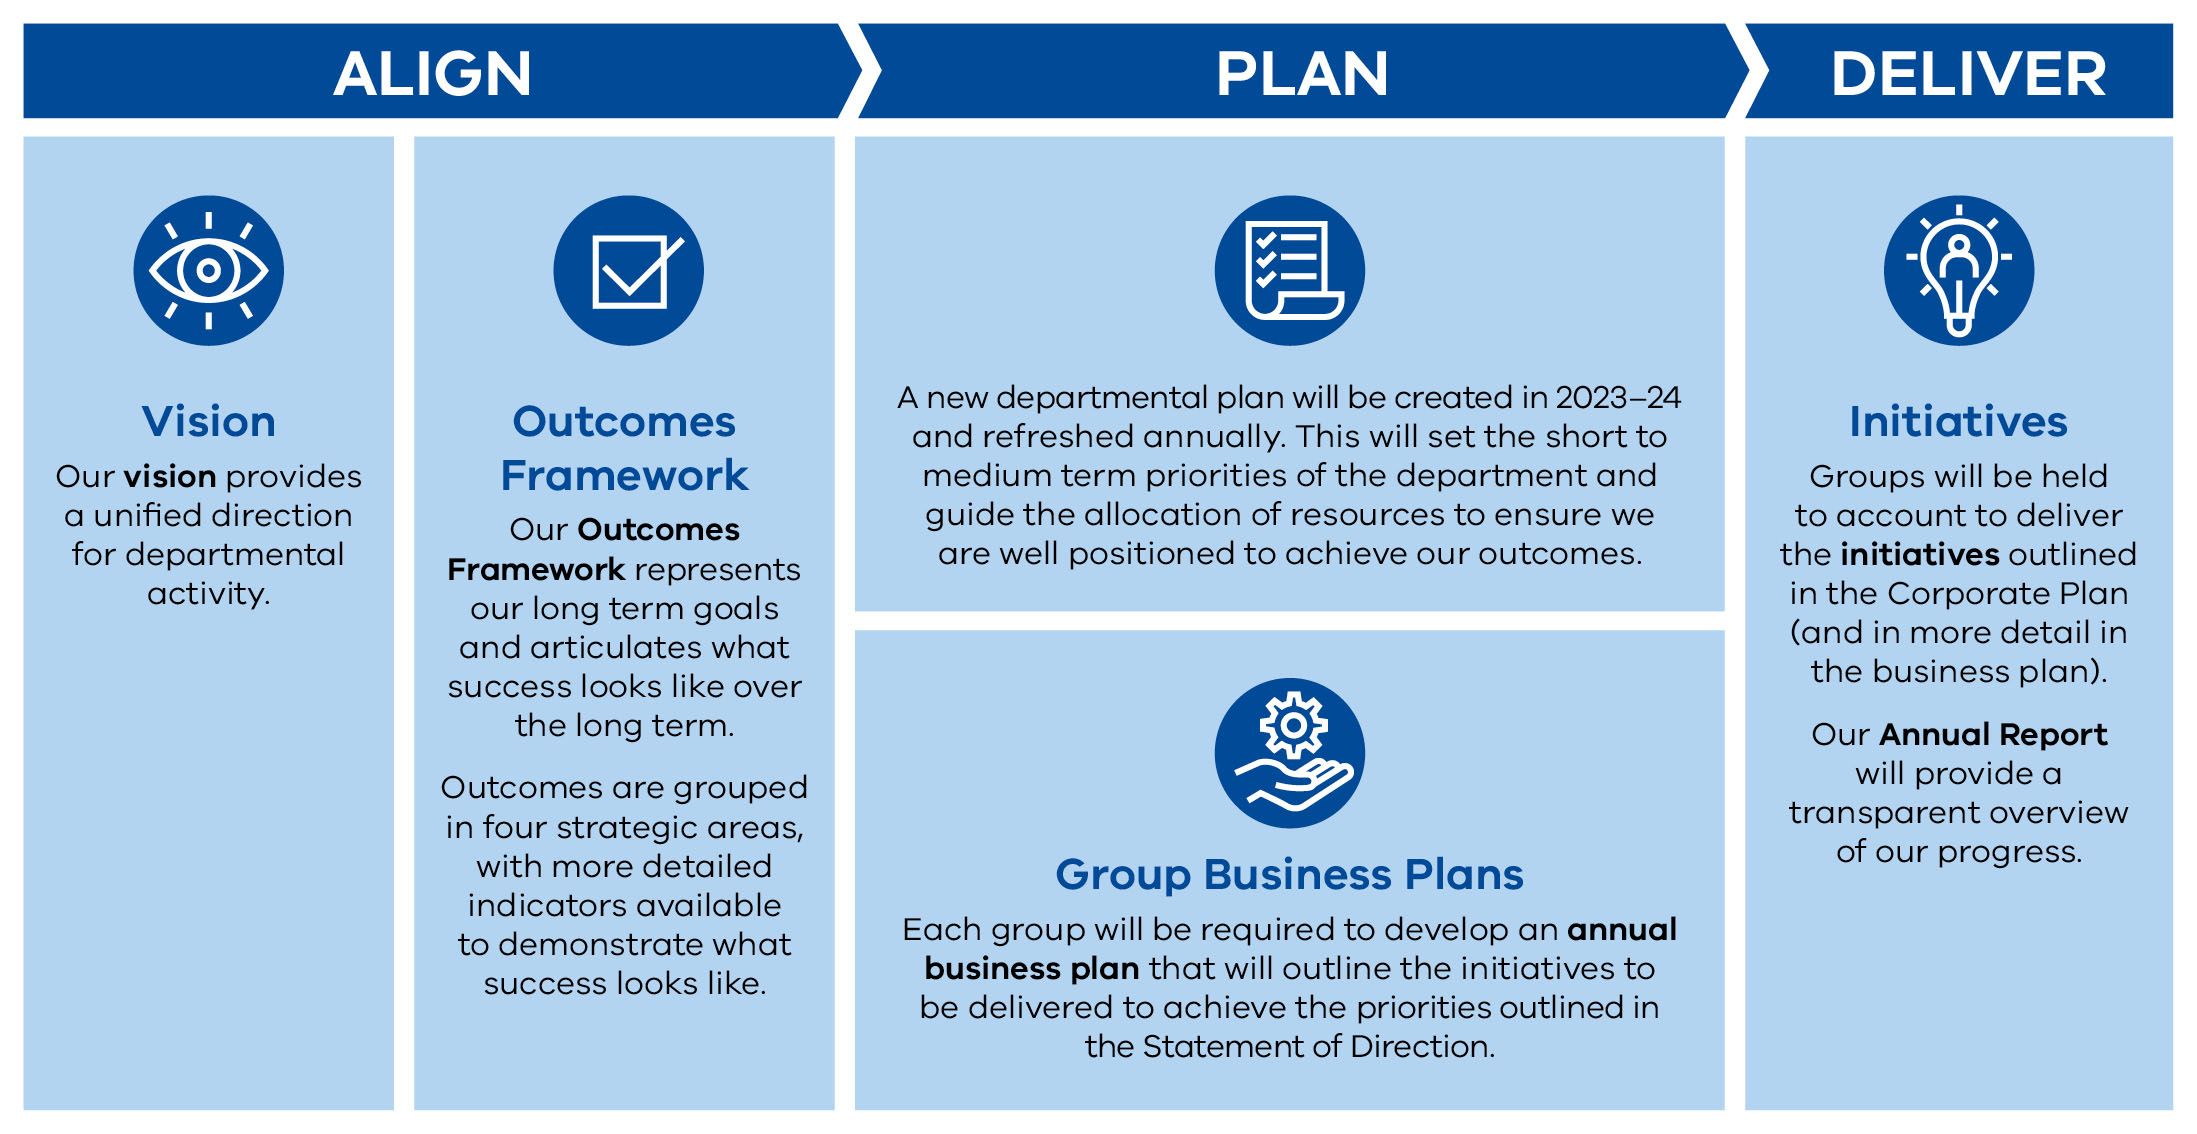 ALIGN
PLAN
DELIVER
Vision
Our vision provides
a unified direction
for departmental
activity.
Outcomes
Framework
Our Outcomes
Framework represents
our long term goals
and articulates what
success looks like over
the long term.
Outcomes are grouped
in four strategic areas,
with more detailed
indicators available
to demonstrate what
success looks like.
A new departmental plan will be created in 2023–24
and refreshed annually. This will set the short to
medium term priorities of the department and
guide the allocation of resources to ensure we
are well positioned to achieve our outcomes.
Group Business Plans
Each group will be required to develop an annual
business plan that will outline the initiatives to
be delivered to achieve the priorities outlined in
the Statement of Direction.
Initiatives
Groups will be held
to account to deliver
the initiatives outlined
in the Corporate Plan
(and in more detail in
the business plan).
Our Annual Report
will provide a
transparent overview
of our progress.